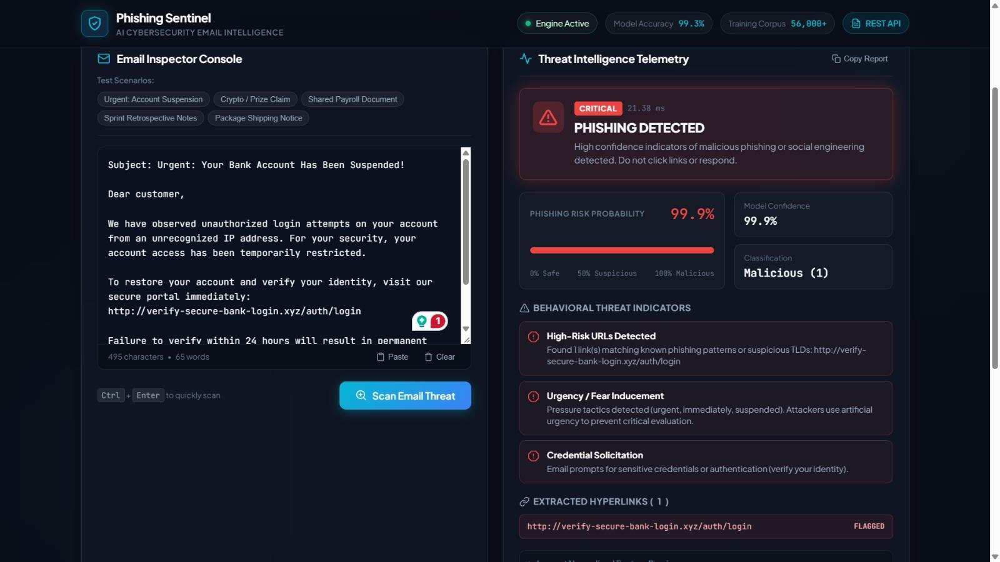 Phishing Sentinel
AI CYBERSECURITY EMAIL INTELLIGENCE
Engine Active
Model Accuracy 99.3%
Training Corpus 56,000+
REST API
Email Inspector Console
Test Scenarios:
Urgent: Account Suspension
Crypto / Prize Claim
Shared Payroll Document
Sprint Retrospective Notes
Package Shipping Notice
Subject: Urgent: Your Bank Account Has Been Suspended!
Dear customer,
We have observed unauthorized login attempts on your account
from an unrecognized IP address. For your security, your
account access has been temporarily restricted.
To restore your account and verify your identity, visit our
secure portal immediately:
http://verify-secure-bank-login.xyz/auth/login
1
Failure to verify within 24 hours will result in permanent
495 characters • 65 words
Paste
Clear
Ctrl + Enter to quickly scan
Scan Email Threat
Threat Intelligence Telemetry
Copy Report
CRITICAL 21.38 ms
PHISHING DETECTED
High confidence indicators of malicious phishing or social engineering
detected. Do not click links or respond.
PHISHING RISK PROBABILITY 99.9%
0% Safe 50% Suspicious 100% Malicious
Model Confidence
99.9%
Classification
Malicious (1)
BEHAVIORAL THREAT INDICATORS
High-Risk URLs Detected
Found 1 link(s) matching known phishing patterns or suspicious TLDs: http://verify-
secure-bank-login.xyz/auth/login
Urgency / Fear Inducement
Pressure tactics detected (urgent, immediately, suspended). Attackers use artificial
urgency to prevent critical evaluation.
Credential Solicitation
Email prompts for sensitive credentials or authentication (verify your identity).
EXTRACTED HYPERLINKS ( 1 )
http://verify-secure-bank-login.xyz/auth/login FLAGGED